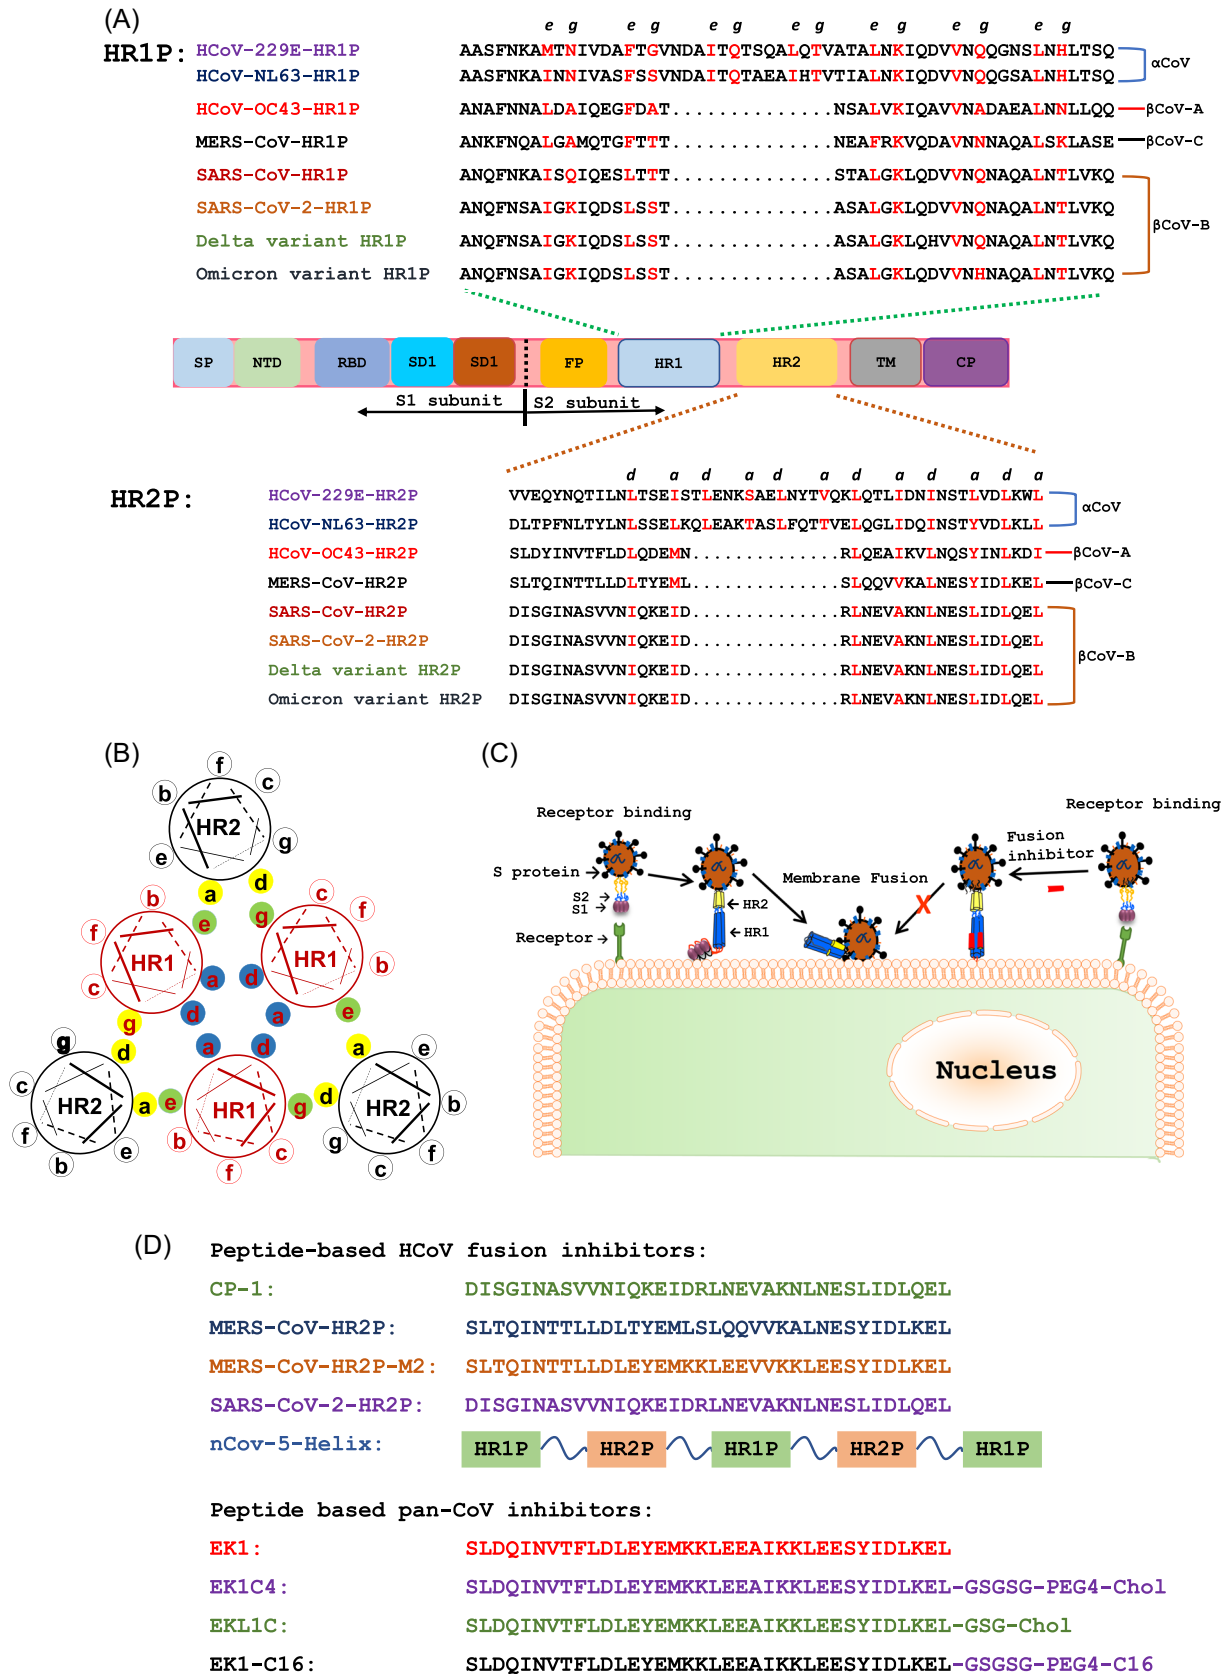 (A)
e g e g e g e g e g e g e g
HR1P:
HCoV-229E-HR1P AASFNKAMTNIVDAFTGVNDAITQTSQALQTVATALNKIQDVVNQQGNSLNHLTSQ
HCoV-NL63-HR1P AASFNKAINNIVASFSSVNDAITQTAEAIHTVTIALNKIQDVVNQQGSALNHLTSQ
αCoV
HCoV-OC43-HR1P ANAFNNALDAIQEGFDAT..............NSALVKIQAVVNADAEALNNLLQQ
βCoV-A
MERS-CoV-HR1P ANKFNQALGAMQTGFTTT..............NEAFRKVQDAVNNNAQALSKLASE
βCoV-C
SARS-CoV-HR1P ANQFNKAISQIQESLTTT..............STALGKLQDVVNQNAQALNTLVKQ
SARS-CoV-2-HR1P ANQFNSAIGKIQDSLSST..............ASALGKLQDVVNQNAQALNTLVKQ
βCoV-B
Delta variant HR1P ANQFNSAIGKIQDSLSST..............ASALGKLQHVVNQNAQALNTLVKQ
Omicron variant HR1P ANQFNSAIGKIQDSLSST..............ASALGKLQDVVNHNAQALNTLVKQ
SP NTD RBD SD1 SD1 FP HR1 HR2 TM CP
S1 subunit S2 subunit
d a d a d a d a d a d a
HR2P:
HCoV-229E-HR2P VVEQYNQTILNLTSEISTLENKSAELNYTVQKLQTLIDNINSTLVDLKWL
HCoV-NL63-HR2P DLTPFNLTYLNLSSELKQLEAKTASLFQTTVELQGLIDQINSTYVDLKLL
αCoV
HCoV-OC43-HR2P SLDYINVTFLDLQDEMN..............RLQEAIKVLNQSYINLKDI
βCoV-A
MERS-CoV-HR2P SLTQINTTLLDLTYEML..............SLQQVVKALNESYIDLKEL
βCoV-C
SARS-CoV-HR2P DISGINASVVNIQKEID..............RLNEVAKNLNESLIDLQEL
SARS-CoV-2-HR2P DISGINASVVNIQKEID..............RLNEVAKNLNESLIDLQEL
βCoV-B
Delta variant HR2P DISGINASVVNIQKEID..............RLNEVAKNLNESLIDLQEL
Omicron variant HR2P DISGINASVVNIQKEID..............RLNEVAKNLNESLIDLQEL
(B)
f
b c
HR2
e g
a d
b e g c
f f
HR1 HR1
c a d b
g d a e
g d a d a e
c HR2 a e HR1 g d HR2 b
f b e b f c g c f
(C)
Receptor binding
Receptor binding
S protein
Fusion
inhibitor
Membrane Fusion
S2
S1
HR2
X
Receptor
HR1
Nucleus
(D)
Peptide-based HCoV fusion inhibitors:
CP-1: DISGINASVVNIQKEIDRLNEVAKNLNESLIDLQEL
MERS-CoV-HR2P: SLTQINTTLLDLTYEMLSLQQVVKALNESYIDLKEL
MERS-CoV-HR2P-M2: SLTQINTTLLDLEYEMKKLEEVVKKLEESYIDLKEL
SARS-CoV-2-HR2P: DISGINASVVNIQKEIDRLNEVAKNLNESLIDLQEL
nCov-5-Helix: HR1P HR2P HR1P HR2P HR1P
Peptide based pan-CoV inhibitors:
EK1: SLDQINVTFLDLEYEMKKLEEAIKKLEESYIDLKEL
EK1C4: SLDQINVTFLDLEYEMKKLEEAIKKLEESYIDLKEL-GSGSG-PEG4-Chol
EKL1C: SLDQINVTFLDLEYEMKKLEEAIKKLEESYIDLKEL-GSG-Chol
EK1-C16: SLDQINVTFLDLEYEMKKLEEAIKKLEESYIDLKEL-GSGSG-PEG4-C16